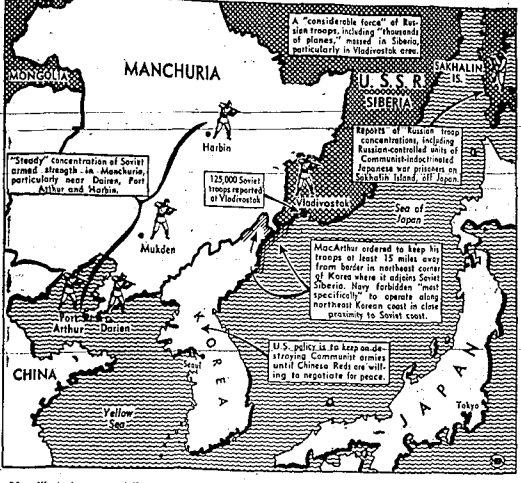 A "considerable force" of Rus-
sian troops, including "thousands
of planes," massed in Siberia,
particularly in Vladivostok area.
MONGOLIA
MANCHURIA
U.S.S.R.
SIBERIA
SAKHALIN
IS.
Harbin
Reports of Russian troop
concentrations, including
Russian-controlled units of
Communist-indoctrinated
Japanese war prisoners on
Sakhalin Island, off Japan.
"Steady" concentration of Soviet
armed strength in Manchuria,
particularly near Dairen, Port
Arthur and Harbin.
125,000 Soviet
troops reported
at Vladivostok
Vladivostok
Sea of
Japan
Mukden
MacArthur ordered to keep his
troops at least 15 miles away
from border in northeast corner
of Korea where it adjoins Soviet
Siberia. Navy forbidden "most
specifically" to operate along
northeast Korean coast in close
proximity to Soviet coast.
Port
Arthur
Darien
CHINA
KOREA
Seoul
U.S. policy is to keep on de-
stroying Communist armies
until Chinese Reds are will-
ing to negotiate for peace.
JAPAN
Tokyo
Yellow
Sea